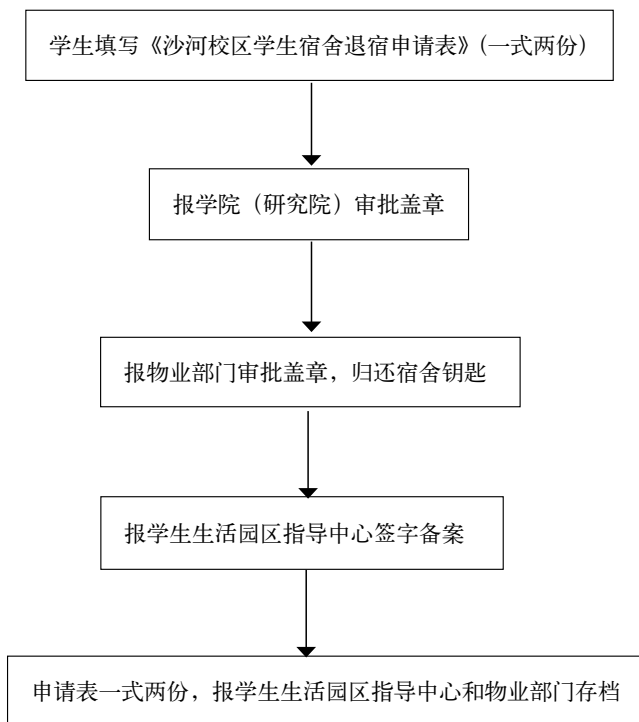 学生填写《沙河校区学生宿舍退宿申请表》(一式两份)
报学院（研究院）审批盖章
报物业部门审批盖章，归还宿舍钥匙
报学生生活园区指导中心签字备案
申请表一式两份，报学生生活园区指导中心和物业部门存档